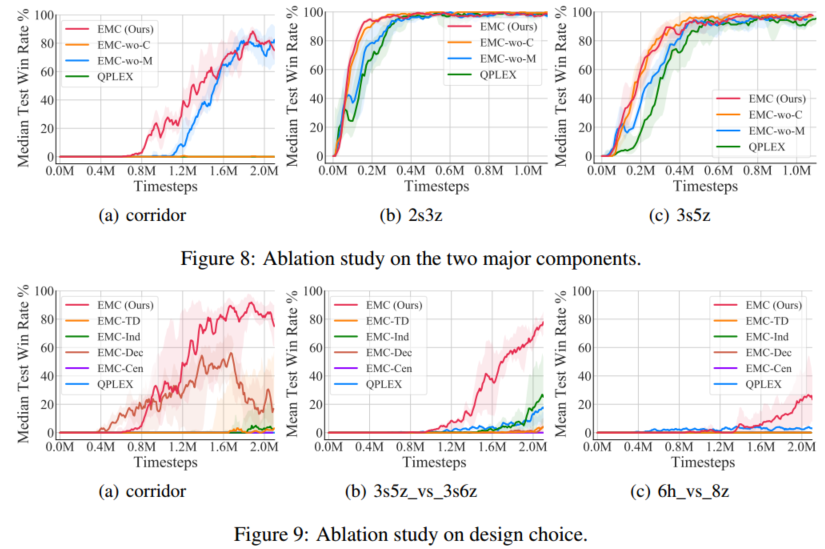 Median Test Win Rate %
100
80
60
40
20
0
EMC (Ours)
EMC-wo-C
EMC-wo-M
QPLEX
0.0M 0.4M 0.8M 1.2M 1.6M 2.0M
Timesteps
(a) corridor
Median Test Win Rate %
100
80
60
40
20
0
EMC (Ours)
EMC-wo-C
EMC-wo-M
QPLEX
0.0M 0.2M 0.4M 0.6M 0.8M 1.0M
Timesteps
(b) 2s3z
Median Test Win Rate %
100
80
60
40
20
0
EMC (Ours)
EMC-wo-C
EMC-wo-M
QPLEX
0.0M 0.2M 0.4M 0.6M 0.8M 1.0M
Timesteps
(c) 3s5z
Figure 8: Ablation study on the two major components.
Median Test Win Rate %
100
80
60
40
20
0
EMC (Ours)
EMC-TD
EMC-Ind
EMC-Dec
EMC-Cen
QPLEX
0.0M 0.4M 0.8M 1.2M 1.6M 2.0M
Timesteps
(a) corridor
Mean Test Win Rate %
100
80
60
40
20
0
EMC (Ours)
EMC-TD
EMC-Ind
EMC-Dec
EMC-Cen
QPLEX
0.0M 0.4M 0.8M 1.2M 1.6M 2.0M
Timesteps
(b) 3s5z_vs_3s6z
Mean Test Win Rate %
100
80
60
40
20
0
EMC (Ours)
EMC-TD
EMC-Ind
EMC-Dec
EMC-Cen
QPLEX
0.0M 0.4M 0.8M 1.2M 1.6M 2.0M
Timesteps
(c) 6h_vs_8z
Figure 9: Ablation study on design choice.